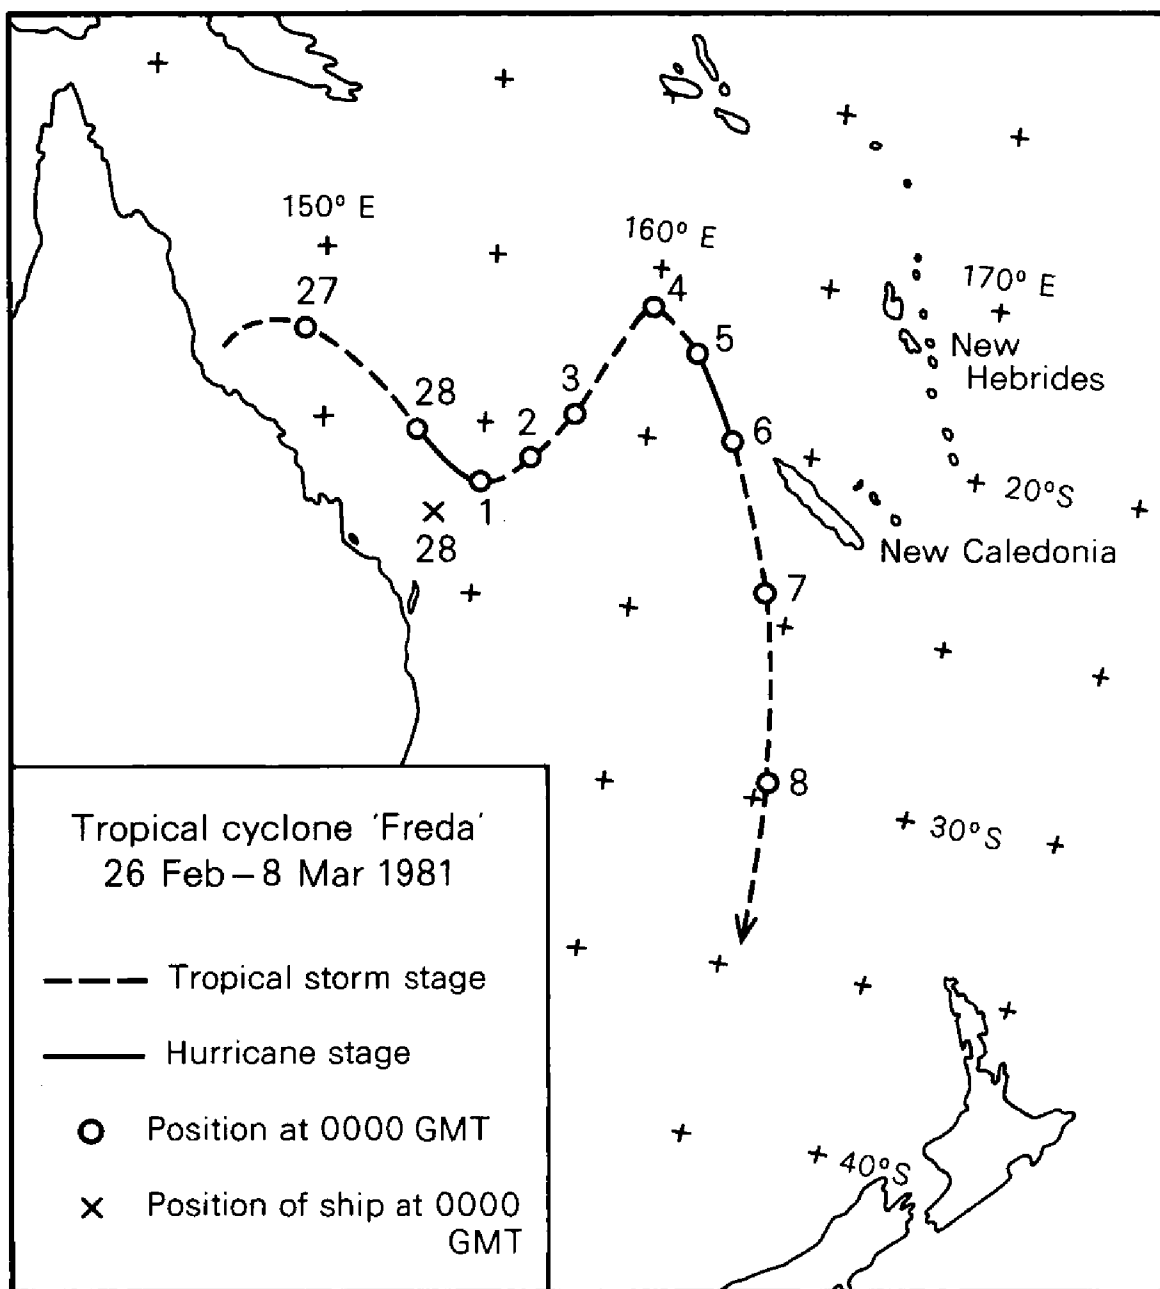 150° E
160° E
27
4
170° E
5
New
Hebrides
3
28
2
6
1
20°S
28
New Caledonia
7
8
30°S
Tropical cyclone 'Freda'
26 Feb – 8 Mar 1981
Tropical storm stage
Hurricane stage
Position at 0000 GMT
Position of ship at 0000
GMT
40°S